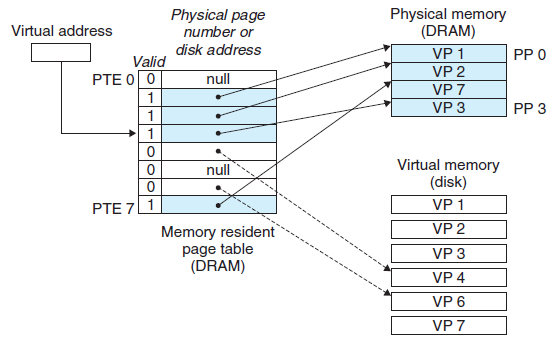 Virtual address
Physical page
number or
disk address
Valid
PTE 0
0
null
1
1
1
0
0
null
0
PTE 7
1
Memory resident
page table
(DRAM)
Physical memory
(DRAM)
VP 1
PP 0
VP 2
VP 7
VP 3
PP 3
Virtual memory
(disk)
VP 1
VP 2
VP 3
VP 4
VP 6
VP 7